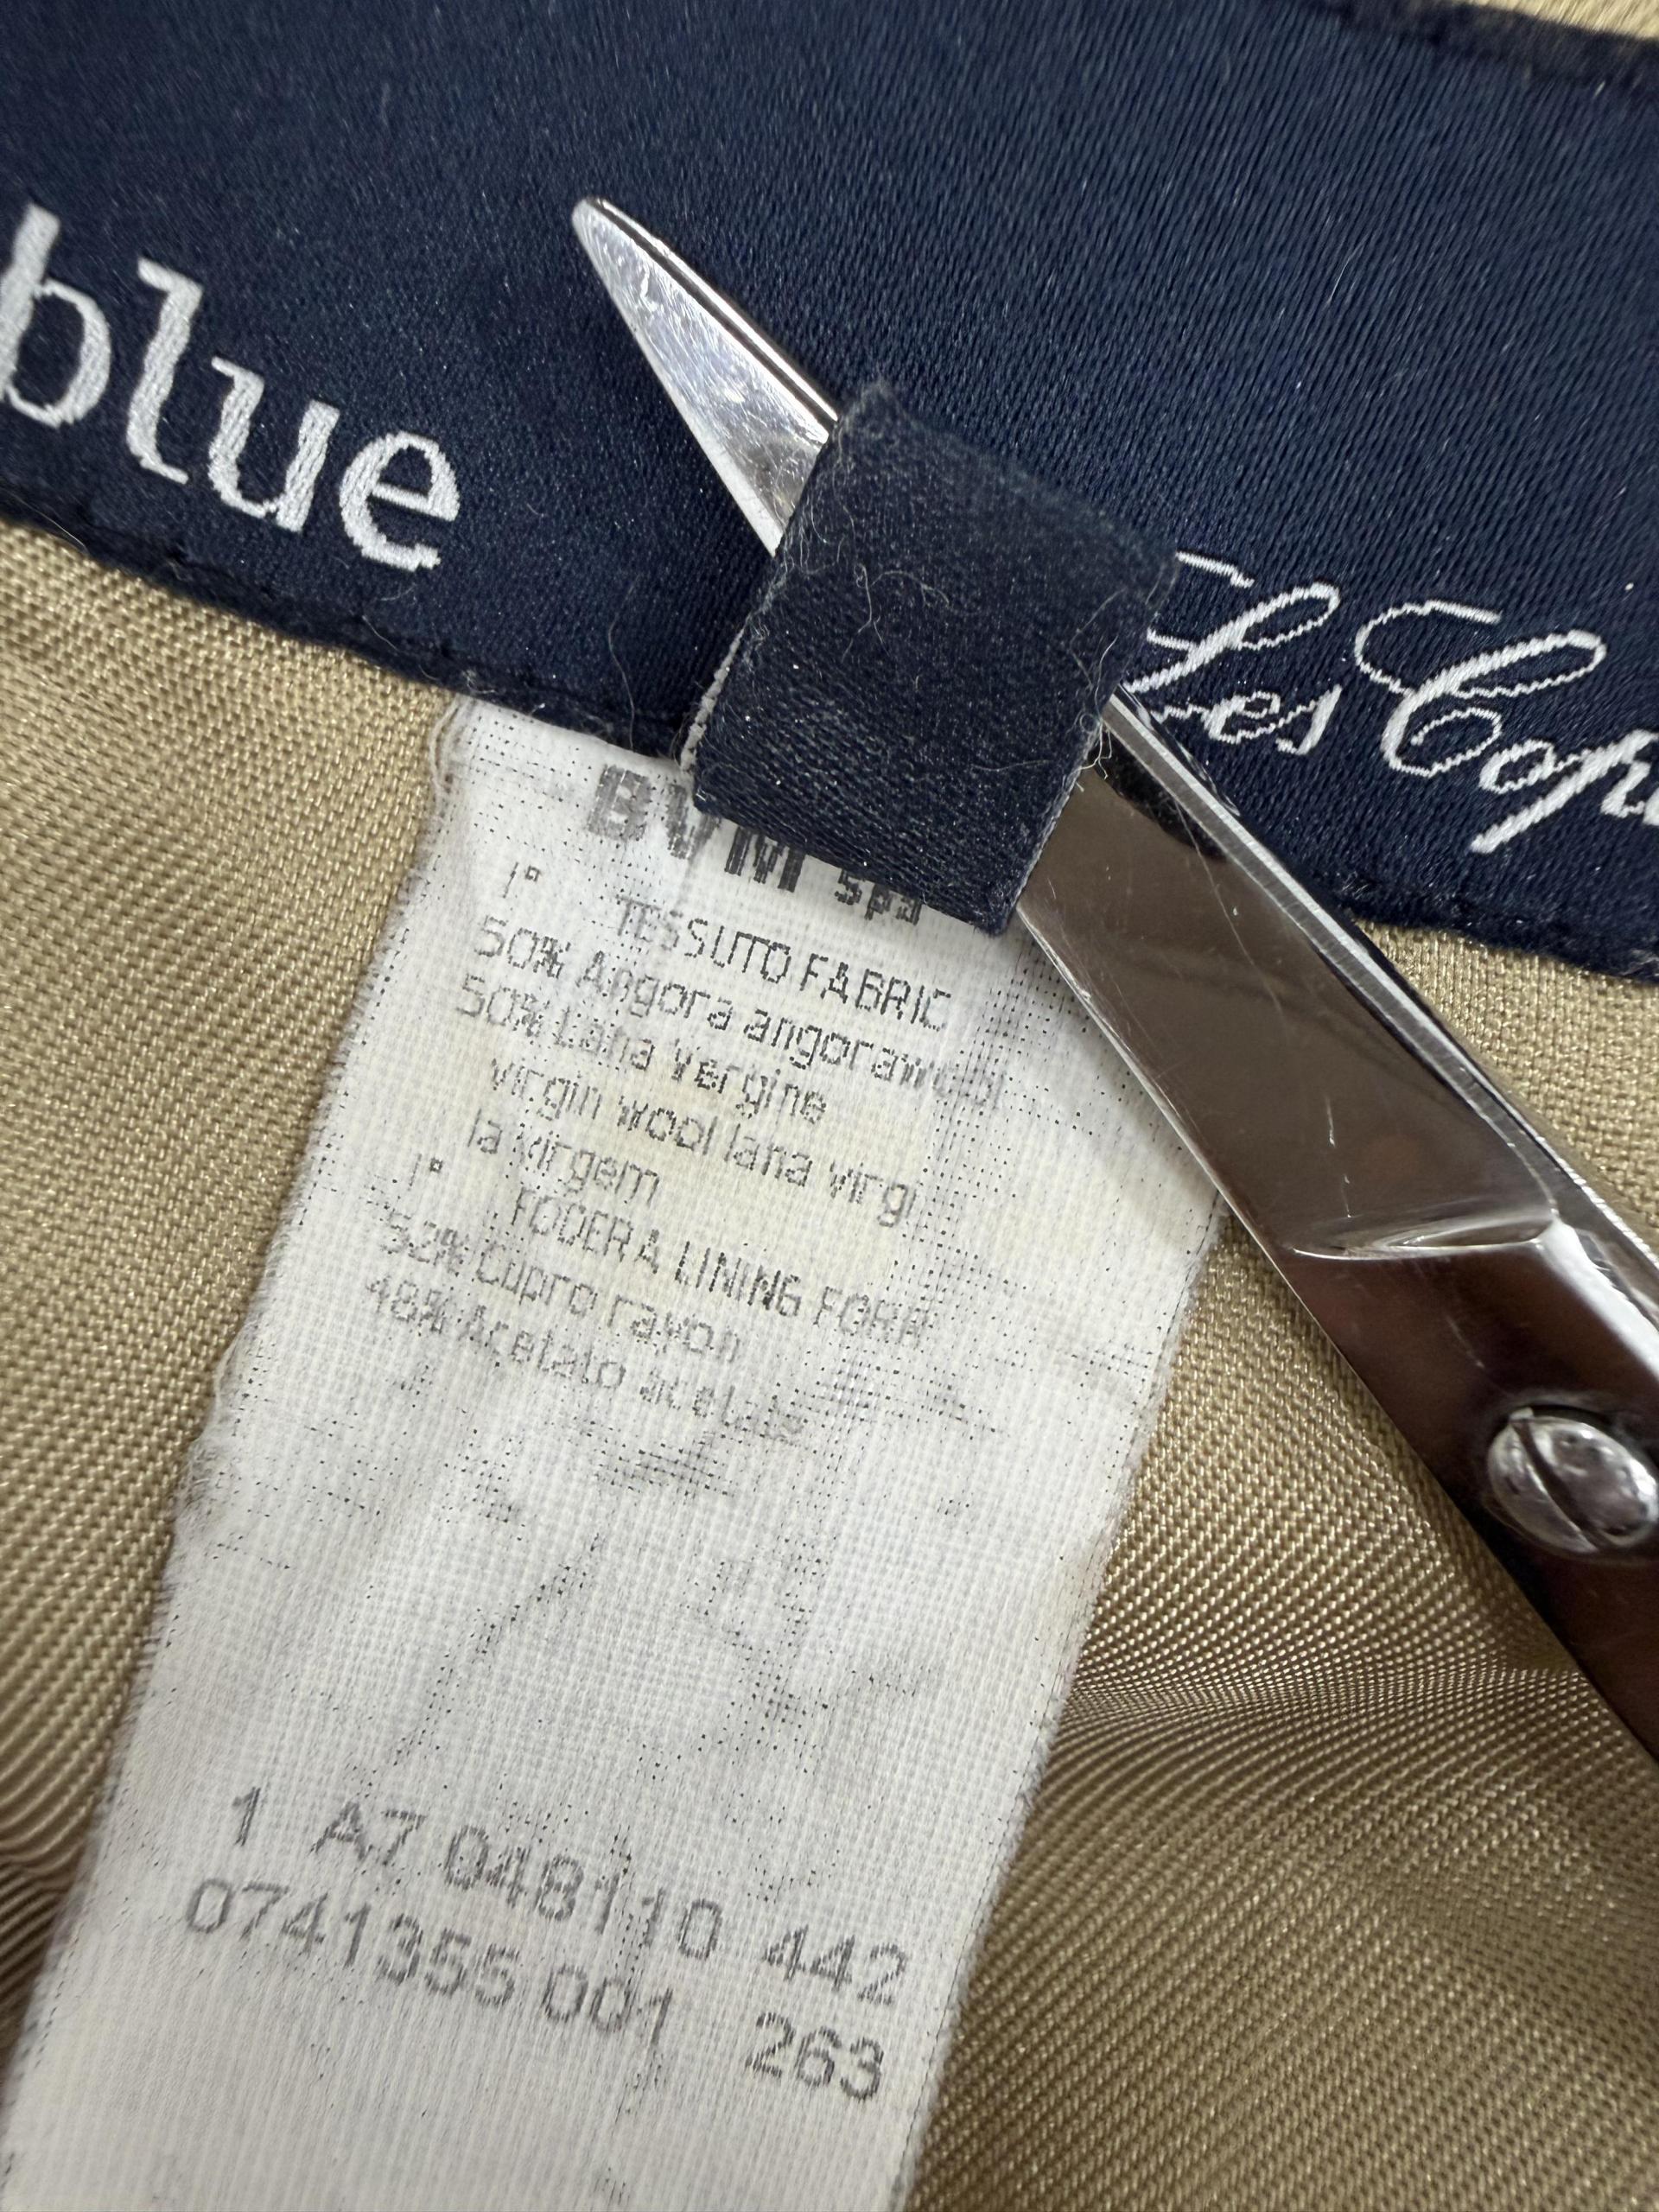 blue
Les Cop
BVM spa
1° TESSUTO FABRIC
50% Angora angorawool
50% Lana Vergine
virgin wool lana virgi
la virgem
1° FODERA LINING FORR
52% Cupro rayon
48% Acetato acetate
1 A7 048110 442
0741355 001 263